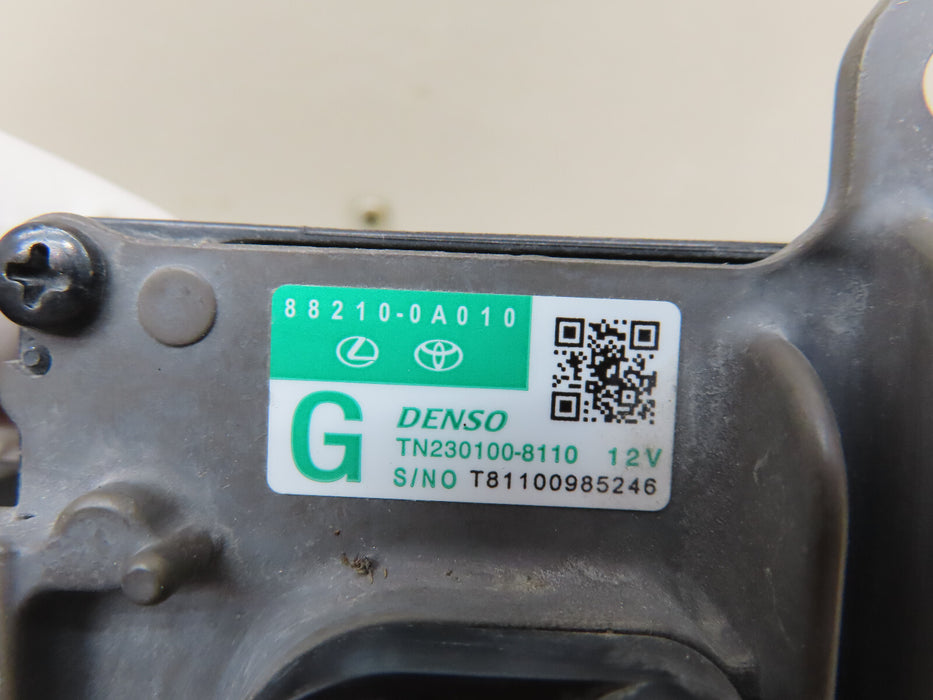 88210-0A010
G
DENSO
TN230100-8110 12V
S/NO T81100985246